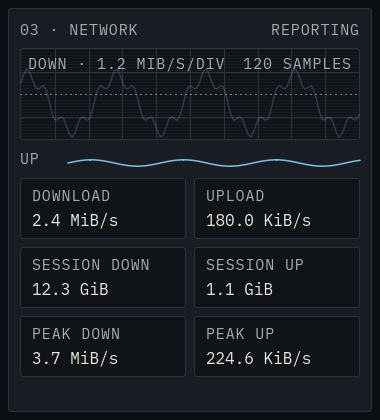 03 · NETWORK REPORTING
DOWN · 1.2 MIB/S/DIV 120 SAMPLES
UP
DOWNLOAD UPLOAD
2.4 MiB/s 180.0 KiB/s
SESSION DOWN SESSION UP
12.3 GiB 1.1 GiB
PEAK DOWN PEAK UP
3.7 MiB/s 224.6 KiB/s